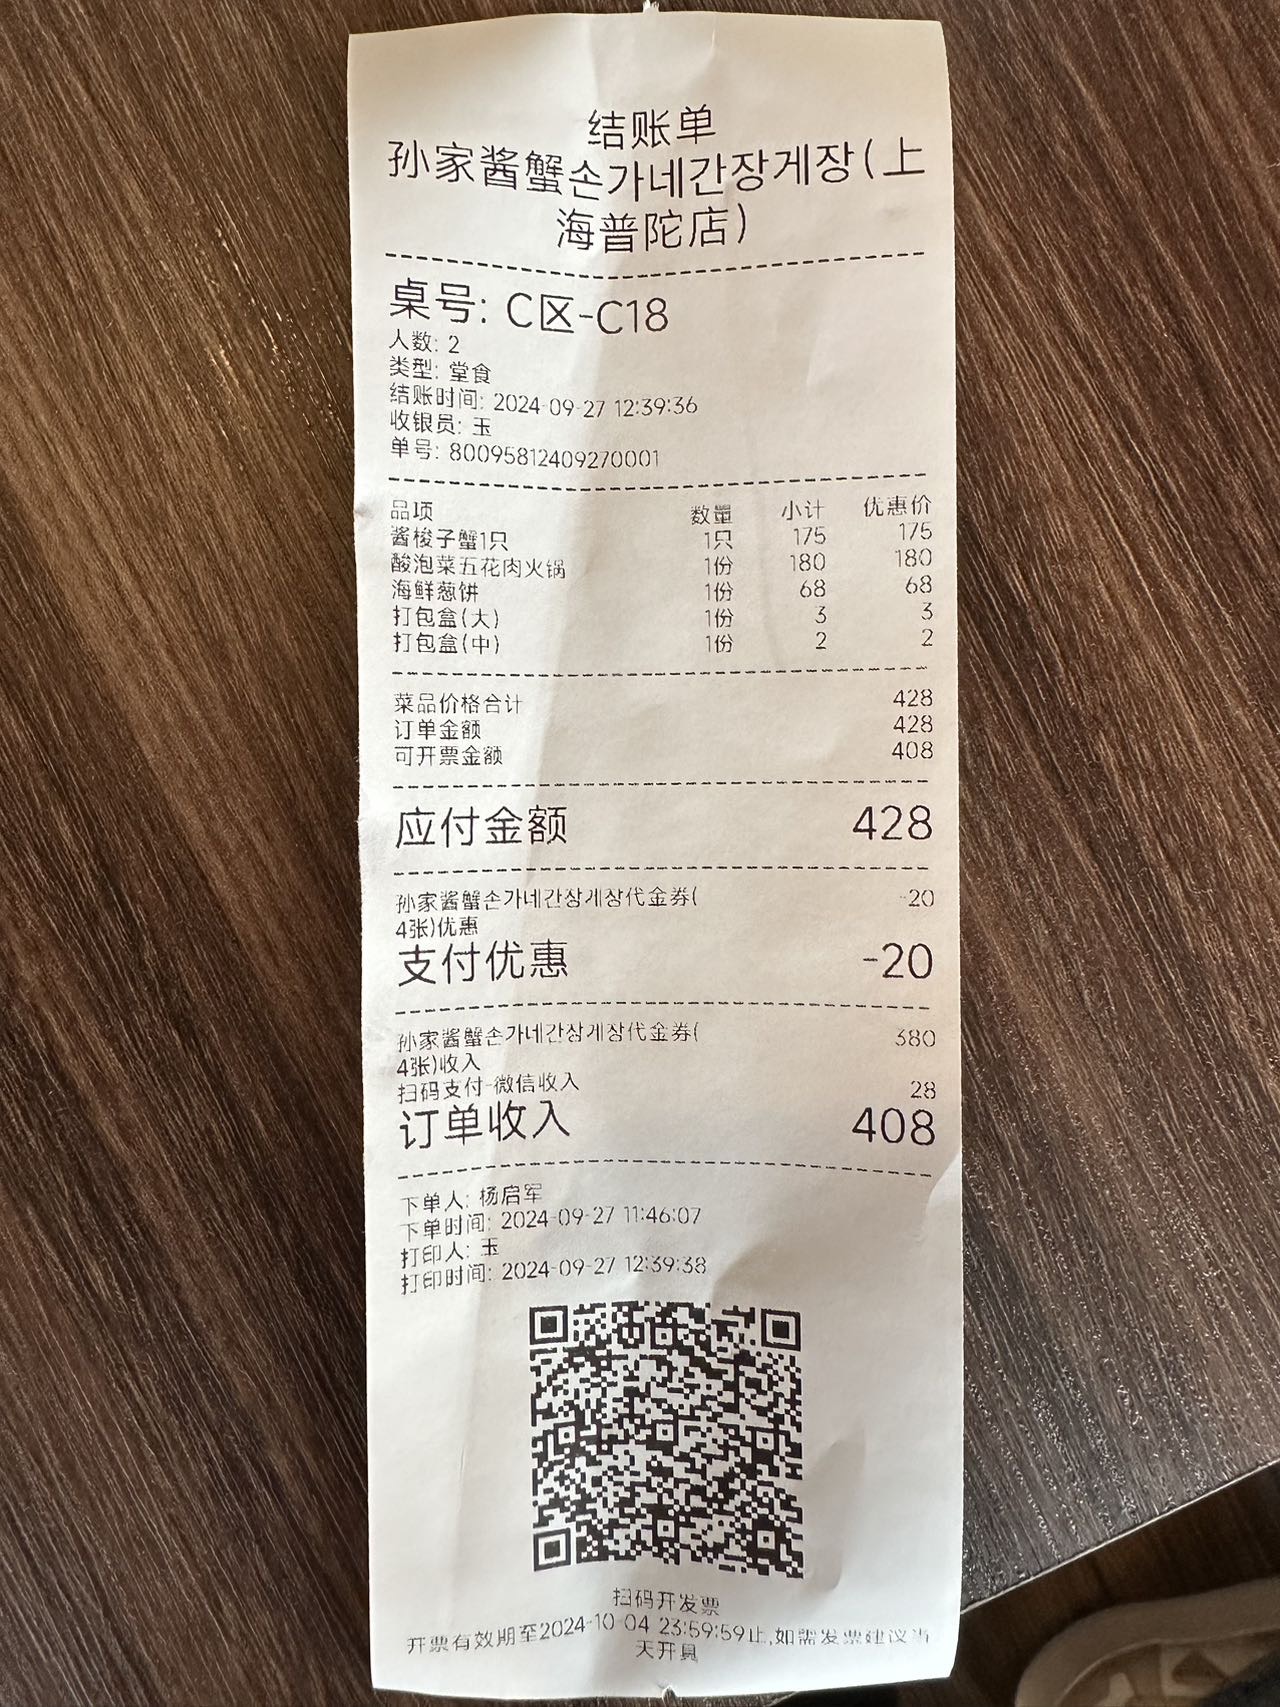 结账单
孙家酱蟹손가네간장게장(上
海普陀店)
桌号: C区-C18
人数: 2
类型: 堂食
结账时间: 2024-09-27 12:39:36
收银员: 玉
单号: 80095812409270001
品项 数量 小计 优惠价
酱梭子蟹1只 1只 175 175
酸泡菜五花肉火锅 1份 180 180
海鲜葱饼 1份 68 68
打包盒(大) 1份 3 3
打包盒(中) 1份 2 2
菜品价格合计 428
订单金额 428
可开票金额 408
应付金额 428
孙家酱蟹손가네간장게장代金券( -20
4张)优惠
支付优惠 -20
孙家酱蟹손가네간장게장代金券( 380
4张)收入
扫码支付-微信收入 28
订单收入 408
下单人: 杨启军
下单时间: 2024-09-27 11:46:07
打印人: 玉
打印时间: 2024-09-27 12:39:38
扫码开发票
开票有效期至2024-10-04 23:59:59止,如需发票建议当
天开具